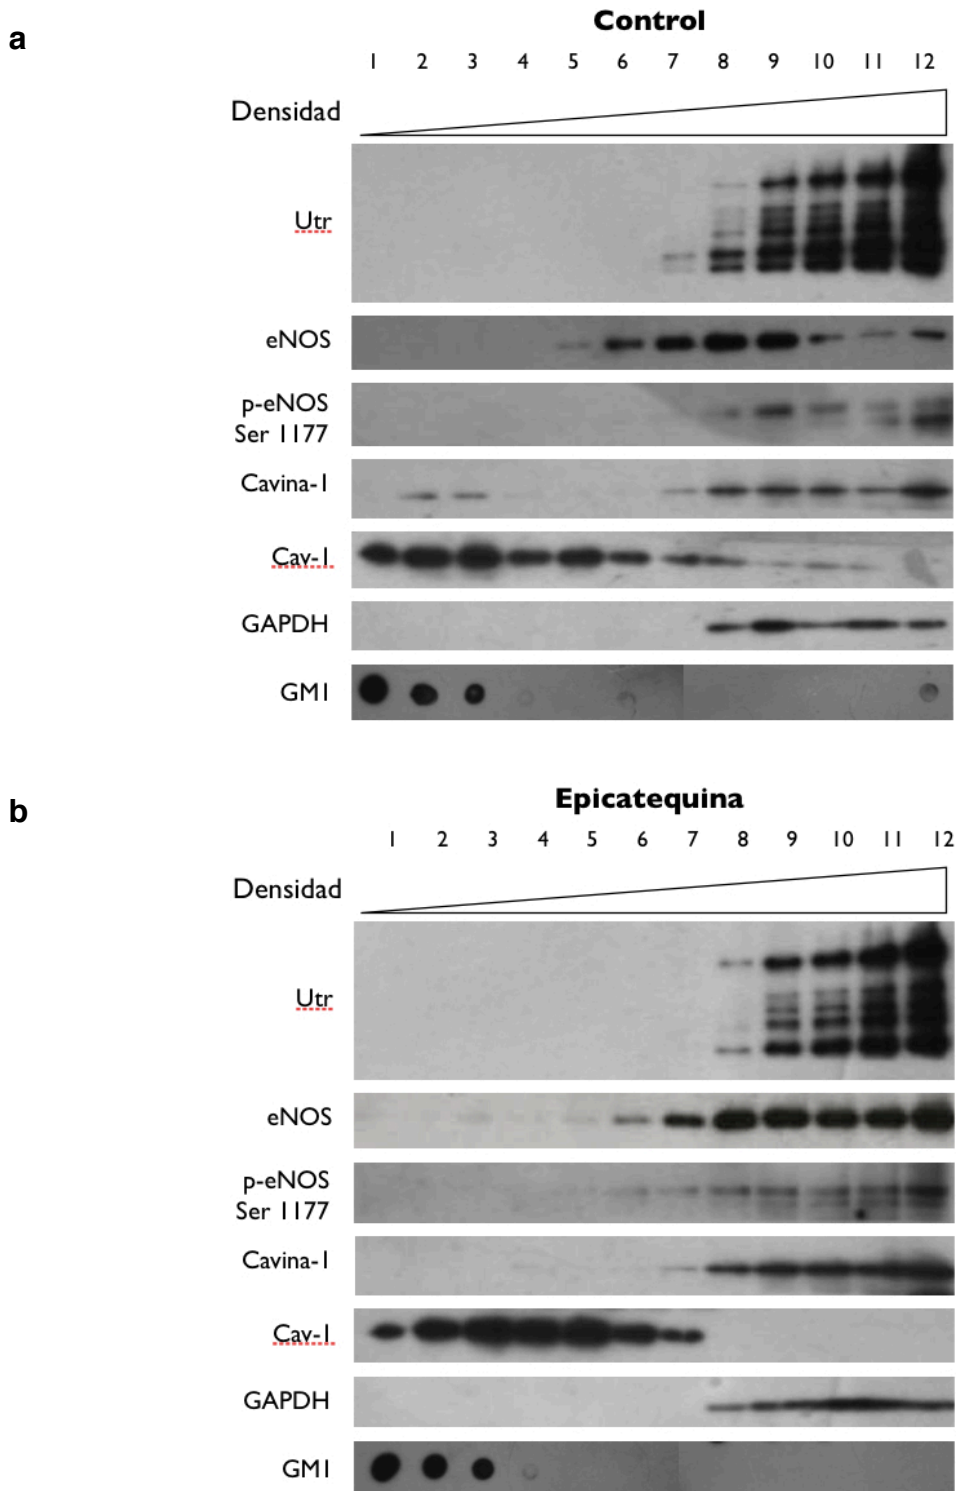 a
Control
1 2 3 4 5 6 7 8 9 10 11 12
Densidad
Utr
eNOS
p-eNOS
Ser 1177
Cavina-1
Cav-1
GAPDH
GM1
b
Epicatequina
1 2 3 4 5 6 7 8 9 10 11 12
Densidad
Utr
eNOS
p-eNOS
Ser 1177
Cavina-1
Cav-1
GAPDH
GM1